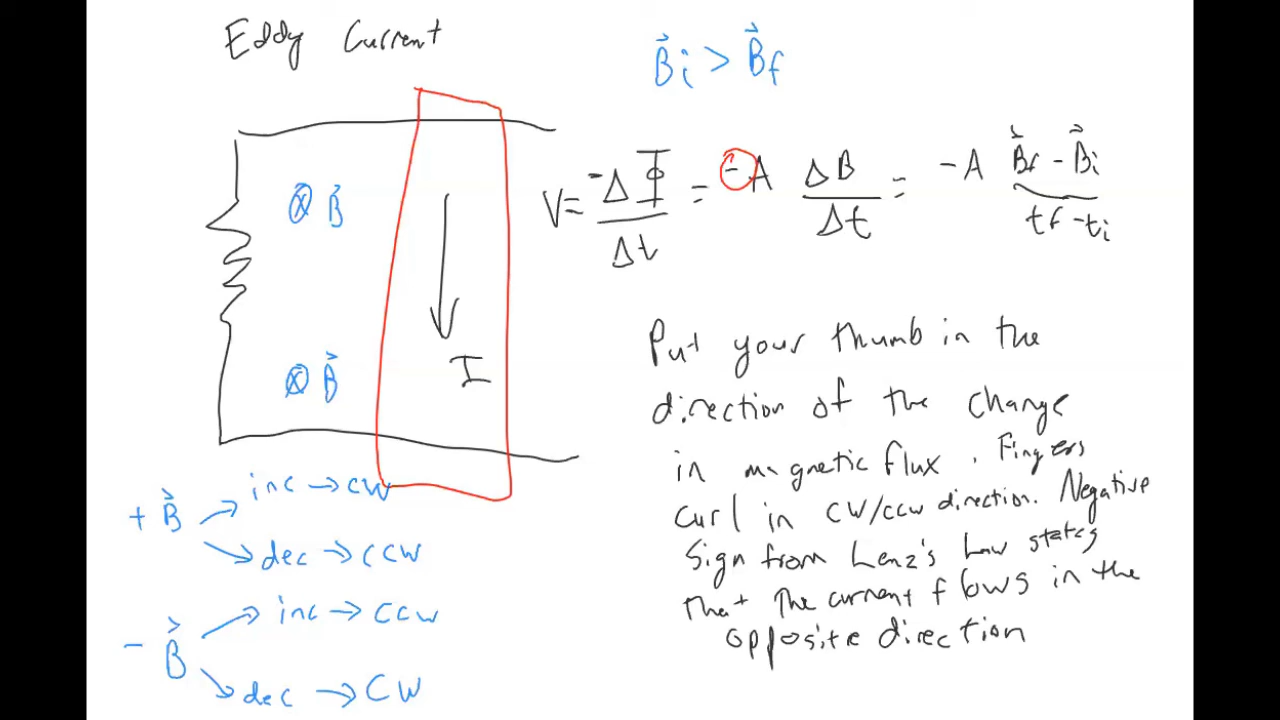 Eddy Current
B⃗i > B⃗f
V = -ΔΦ/Δt = -A ΔB/Δt = -A (B⃗f - B⃗i)/(tf - ti)
⊗ B⃗
⊗ B⃗
I
Put your thumb in the
direction of the change
in magnetic flux. Fingers
curl in CW/CCW direction. Negative
sign from Lenz's Law states
that the current flows in the
opposite direction
+ B⃗ → inc → CW
→ dec → CCW
- B⃗ → inc → CCW
→ dec → CW